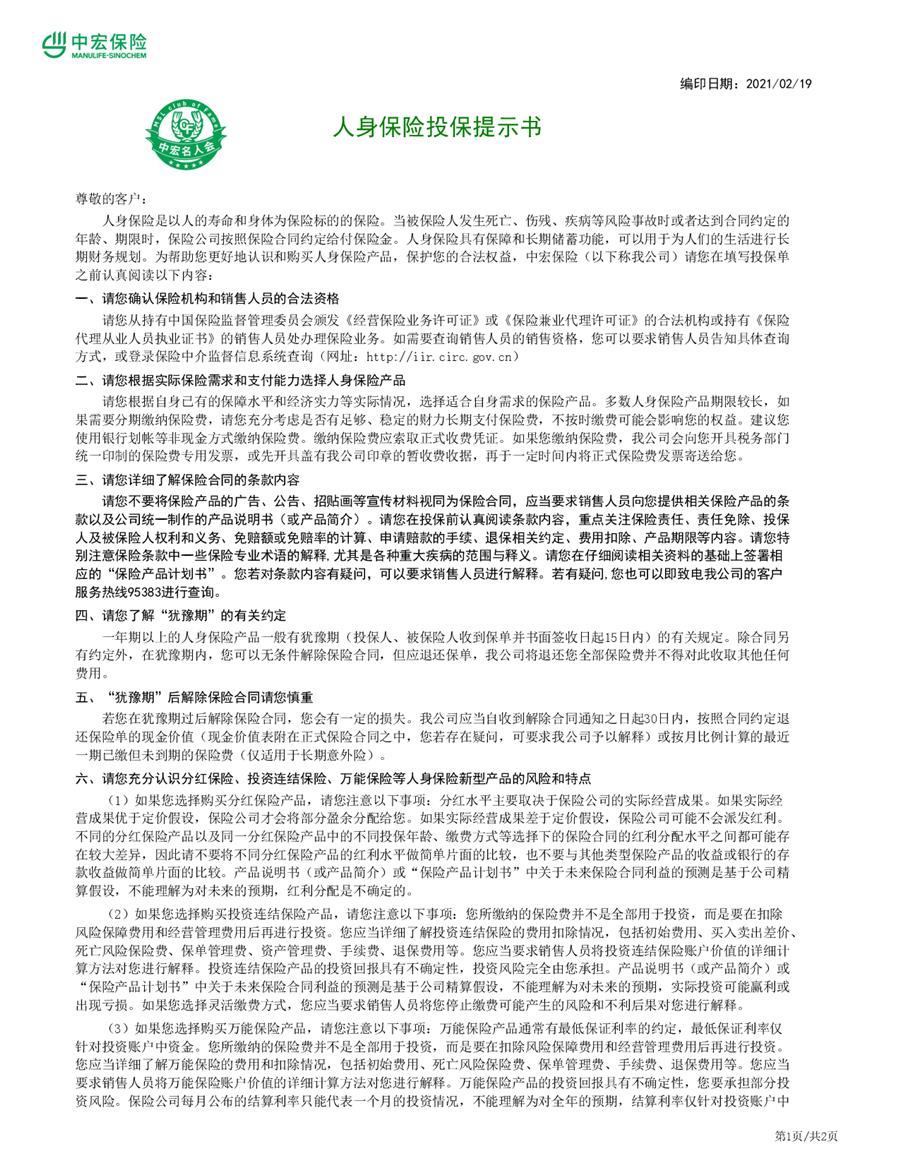 中宏保险
MANULIFE-SINOCHEM
编印日期：2021/02/19
MSL club of fame
中宏名人会
人身保险投保提示书
尊敬的客户：
人身保险是以人的寿命和身体为保险标的的保险。当被保险人发生死亡、伤残、疾病等风险事故时或者达到合同约定的
年龄、期限时，保险公司按照保险合同约定给付保险金。人身保险具有保障和长期储蓄功能，可以用于为人们的生活进行长
期财务规划。为帮助您更好地认识和购买人身保险产品，保护您的合法权益，中宏保险（以下称我公司）请您在填写投保单
之前认真阅读以下内容：
一、请您确认保险机构和销售人员的合法资格
请您从持有中国保险监督管理委员会颁发《经营保险业务许可证》或《保险兼业代理许可证》的合法机构或持有《保险
代理从业人员执业证书》的销售人员处办理保险业务。如需要查询销售人员的销售资格，您可以要求销售人员告知具体查询
方式，或登录保险中介监督信息系统查询（网址：http://iir.circ.gov.cn）
二、请您根据实际保险需求和支付能力选择人身保险产品
请您根据自身已有的保障水平和经济实力等实际情况，选择适合自身需求的保险产品。多数人身保险产品期限较长，如
果需要分期缴纳保险费，请您充分考虑是否有足够、稳定的财力长期支付保险费，不按时缴费可能会影响您的权益。建议您
使用银行划帐等非现金方式缴纳保险费。缴纳保险费应索取正式收费凭证。如果您缴纳保险费，我公司会向您开具税务部门
统一印制的保险费专用发票，或先开具盖有我公司印章的暂收费收据，再于一定时间内将正式保险费发票寄送给您。
三、请您详细了解保险合同的条款内容
请您不要将保险产品的广告、公告、招贴画等宣传材料视同为保险合同，应当要求销售人员向您提供相关保险产品的条
款以及公司统一制作的产品说明书（或产品简介）。请您在投保前认真阅读条款内容，重点关注保险责任、责任免除、投保
人及被保险人权利和义务、免赔额或免赔率的计算、申请赔款的手续、退保相关约定、费用扣除、产品期限等内容。请您特
别注意保险条款中一些保险专业术语的解释,尤其是各种重大疾病的范围与释义。请您在仔细阅读相关资料的基础上签署相
应的“保险产品计划书”。您若对条款内容有疑问，可以要求销售人员进行解释。若有疑问,您也可以即致电我公司的客户
服务热线95383进行查询。
四、请您了解“犹豫期”的有关约定
一年期以上的人身保险产品一般有犹豫期（投保人、被保险人收到保单并书面签收日起15日内）的有关规定。除合同另
有约定外，在犹豫期内，您可以无条件解除保险合同，但应退还保单，我公司将退还您全部保险费并不得对此收取其他任何
费用。
五、“犹豫期”后解除保险合同请您慎重
若您在犹豫期过后解除保险合同，您会有一定的损失。我公司应当自收到解除合同通知之日起30日内，按照合同约定退
还保险单的现金价值（现金价值表附在正式保险合同之中，您若存在疑问，可要求我公司予以解释）或按月比例计算的最近
一期已缴但未到期的保险费（仅适用于长期意外险）。
六、请您充分认识分红保险、投资连结保险、万能保险等人身保险新型产品的风险和特点
（1）如果您选择购买分红保险产品，请您注意以下事项：分红水平主要取决于保险公司的实际经营成果。如果实际经
营成果优于定价假设，保险公司才会将部分盈余分配给您。如果实际经营成果差于定价假设，保险公司可能不会派发红利。
不同的分红保险产品以及同一分红保险产品中的不同投保年龄、缴费方式等选择下的保险合同的红利分配水平之间都可能存
在较大差异，因此请不要将不同分红保险产品的红利水平做简单片面的比较，也不要与其他类型保险产品的收益或银行的存
款收益做简单片面的比较。产品说明书（或产品简介）或“保险产品计划书”中关于未来保险合同利益的预测是基于公司精
算假设，不能理解为对未来的预期，红利分配是不确定的。
（2）如果您选择购买投资连结保险产品，请您注意以下事项：您所缴纳的保险费并不是全部用于投资，而是要在扣除
风险保障费用和经营管理费用后再进行投资。您应当详细了解投资连结保险的费用扣除情况，包括初始费用、买入卖出差价、
死亡风险保险费、保单管理费、资产管理费、手续费、退保费用等。您应当要求销售人员将投资连结保险账户价值的详细计
算方法对您进行解释。投资连结保险产品的投资回报具有不确定性，投资风险完全由您承担。产品说明书（或产品简介）或
“保险产品计划书”中关于未来保险合同利益的预测是基于公司精算假设，不能理解为对未来的预期，实际投资可能赢利或
出现亏损。如果您选择灵活缴费方式，您应当要求销售人员将您停止缴费可能产生的风险和不利后果对您进行解释。
（3）如果您选择购买万能保险产品，请您注意以下事项：万能保险产品通常有最低保证利率的约定，最低保证利率仅
针对投资账户中资金。您所缴纳的保险费并不是全部用于投资，而是要在扣除风险保障费用和经营管理费用后再进行投资。
您应当详细了解万能保险的费用和扣除情况，包括初始费用、死亡风险保险费、保单管理费、手续费、退保费用等。您应当
要求销售人员将万能保险账户价值的详细计算方法对您进行解释。万能保险产品的投资回报具有不确定性，您要承担部分投
资风险。保险公司每月公布的结算利率只能代表一个月的投资情况，不能理解为对全年的预期，结算利率仅针对投资账户中
第1页/共2页